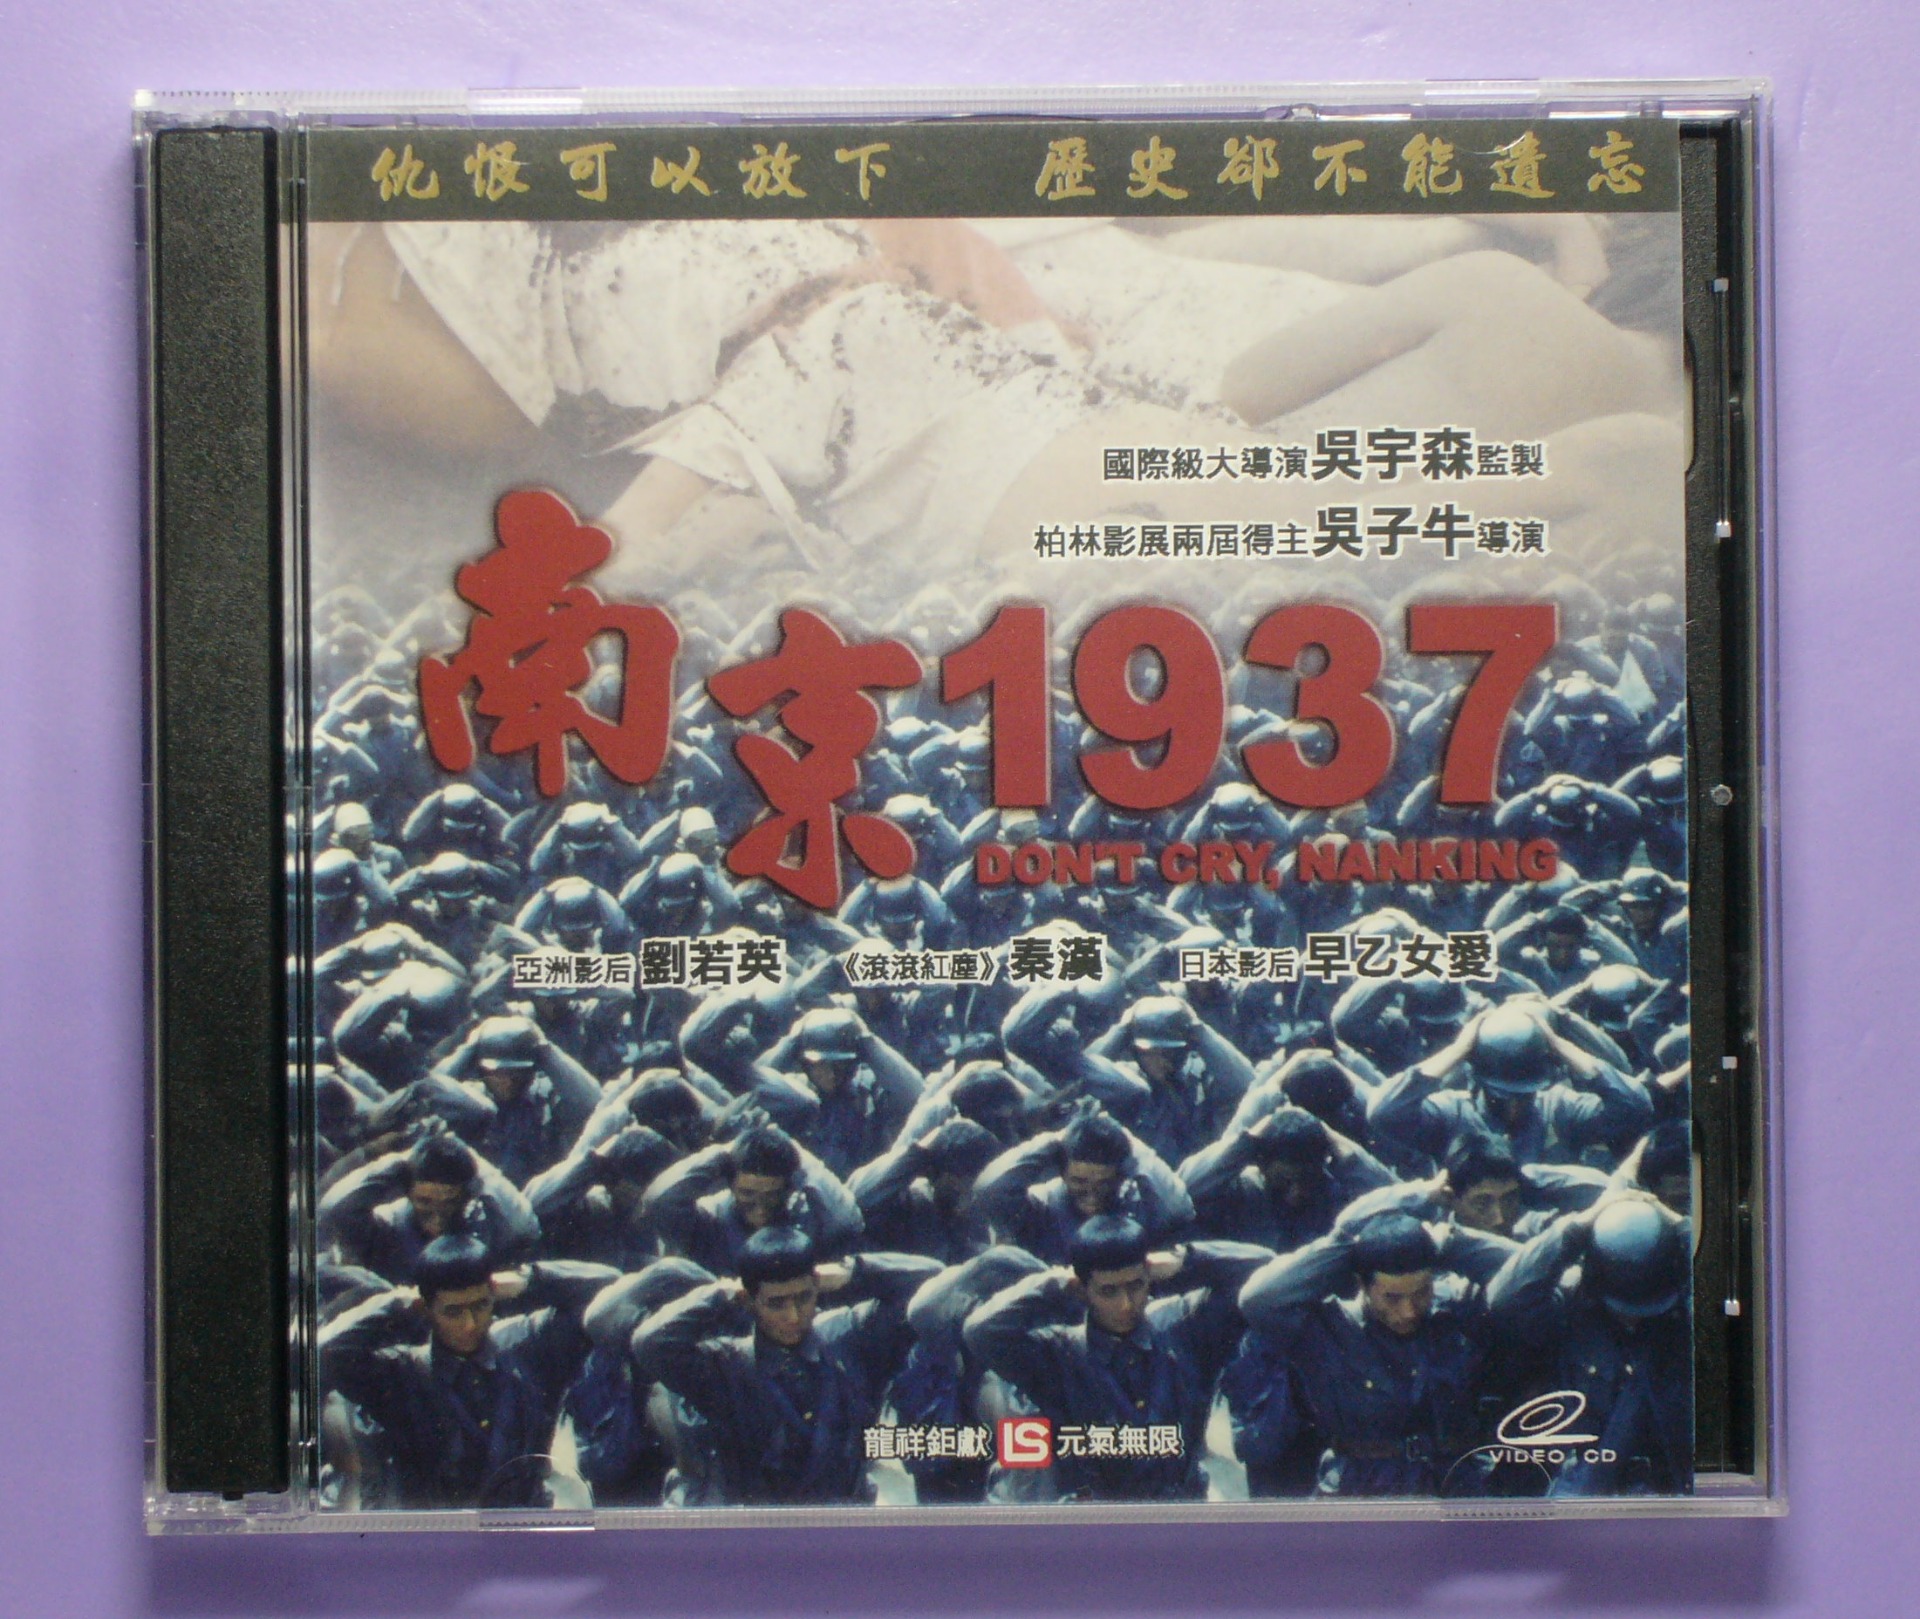 仇恨可以放下 歷史卻不能遺忘
國際級大導演吳宇森監製
柏林影展兩屆得主吳子牛導演
南京1937
DON'T CRY, NANKING
亞洲影后劉若英 《滾滾紅塵》秦漢 日本影后早乙女愛
龍祥鉅獻 LS 元氣無限
VIDEO CD